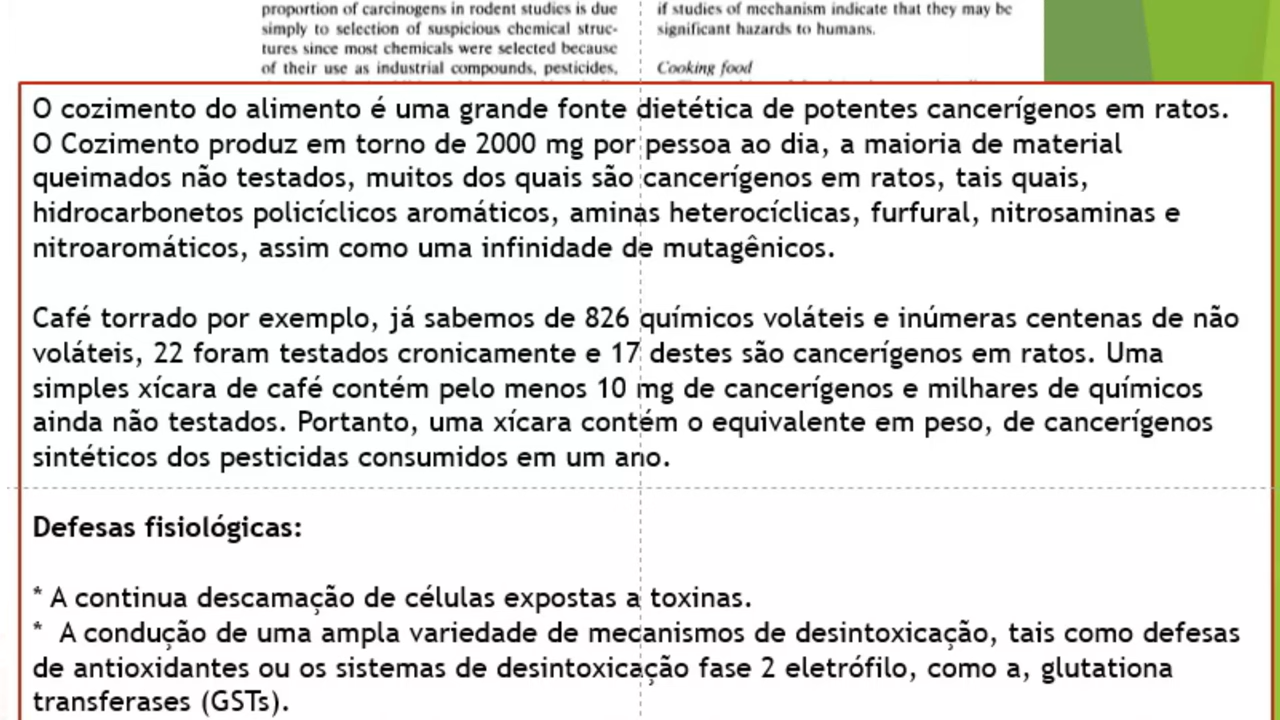 proportion of carcinogens in rodent studies is due
simply to selection of suspicious chemical struc-
tures since most chemicals were selected because
of their use as industrial compounds, pesticides,
if studies of mechanism indicate that they may be
significant hazards to humans.
Cooking food
O cozimento do alimento é uma grande fonte dietética de potentes cancerígenos em ratos.
O Cozimento produz em torno de 2000 mg por pessoa ao dia, a maioria de material
queimados não testados, muitos dos quais são cancerígenos em ratos, tais quais,
hidrocarbonetos policíclicos aromáticos, aminas heterocíclicas, furfural, nitrosaminas e
nitroaromáticos, assim como uma infinidade de mutagênicos.
Café torrado por exemplo, já sabemos de 826 químicos voláteis e inúmeras centenas de não
voláteis, 22 foram testados cronicamente e 17 destes são cancerígenos em ratos. Uma
simples xícara de café contém pelo menos 10 mg de cancerígenos e milhares de químicos
ainda não testados. Portanto, uma xícara contém o equivalente em peso, de cancerígenos
sintéticos dos pesticidas consumidos em um ano.
Defesas fisiológicas:
* A continua descamação de células expostas a toxinas.
* A condução de uma ampla variedade de mecanismos de desintoxicação, tais como defesas
de antioxidantes ou os sistemas de desintoxicação fase 2 eletrófilo, como a, glutationa
transferases (GSTs).